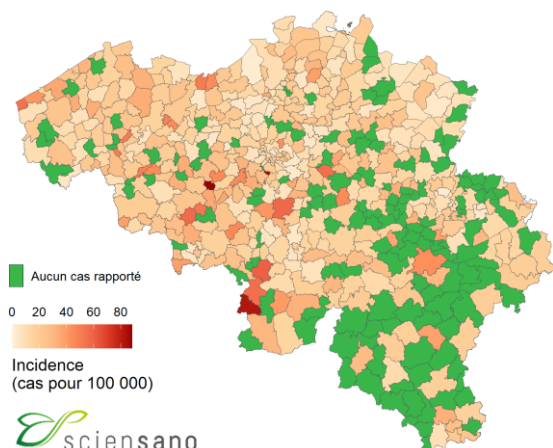 Aucun cas rapporté
0 20 40 60 80
Incidence
(cas pour 100 000)
sciensano